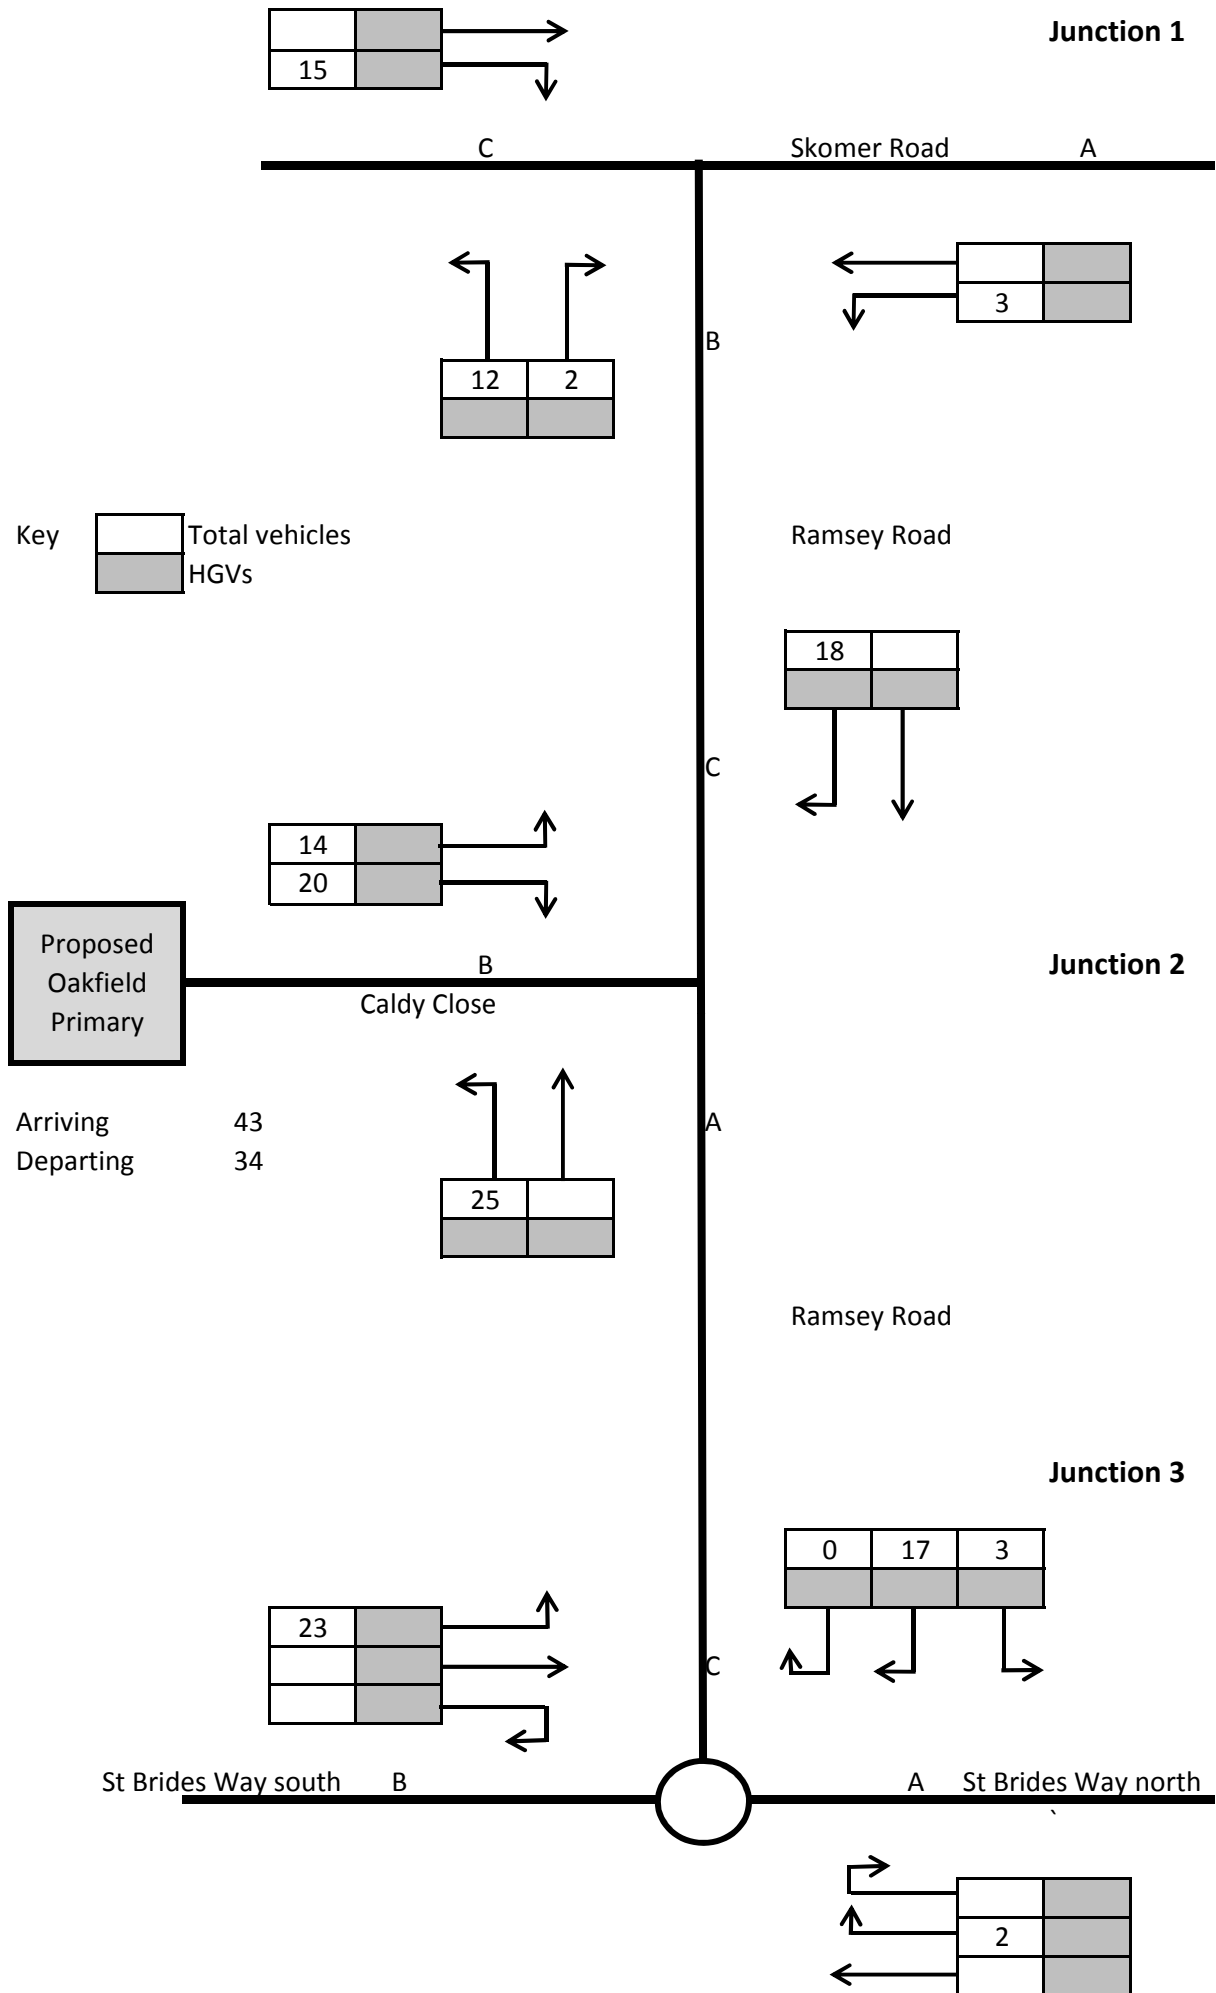 Junction 1
15
C Skomer Road A
3
B
12 2
Key Total vehicles
HGVs
Ramsey Road
18
C
14
20
Proposed
Oakfield
Primary
B
Caldy Close
Junction 2
Arriving 43
Departing 34
A
25
Ramsey Road
Junction 3
0 17 3
23
C
St Brides Way south B A St Brides Way north
`
2